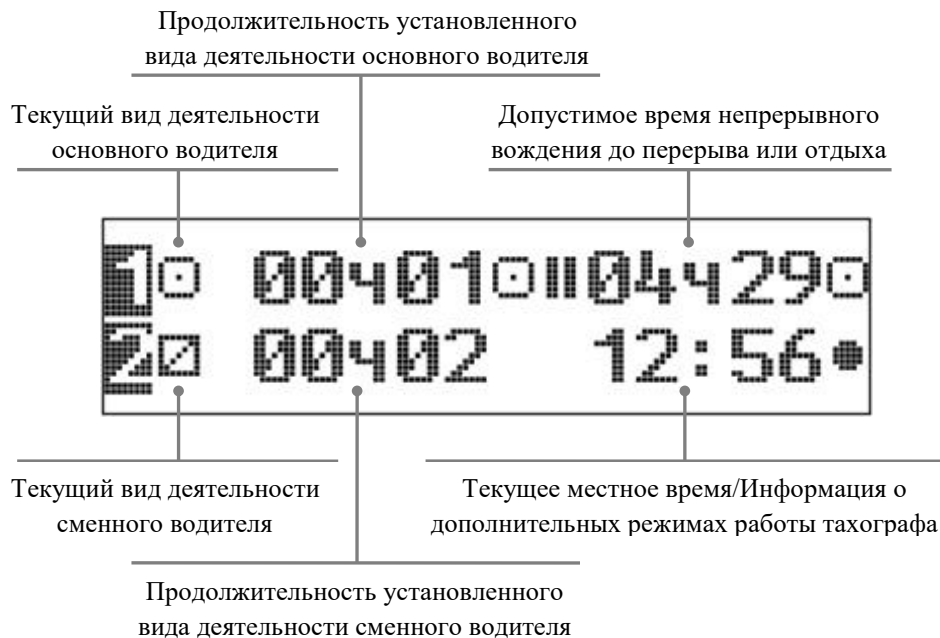 Продолжительность установленного
вида деятельности основного водителя
Текущий вид деятельности
основного водителя
Допустимое время непрерывного
вождения до перерыва или отдыха
1 00ч01 04ч29
2 00ч02 12:56
Текущий вид деятельности
сменного водителя
Текущее местное время/Информация о
дополнительных режимах работы тахографа
Продолжительность установленного
вида деятельности сменного водителя